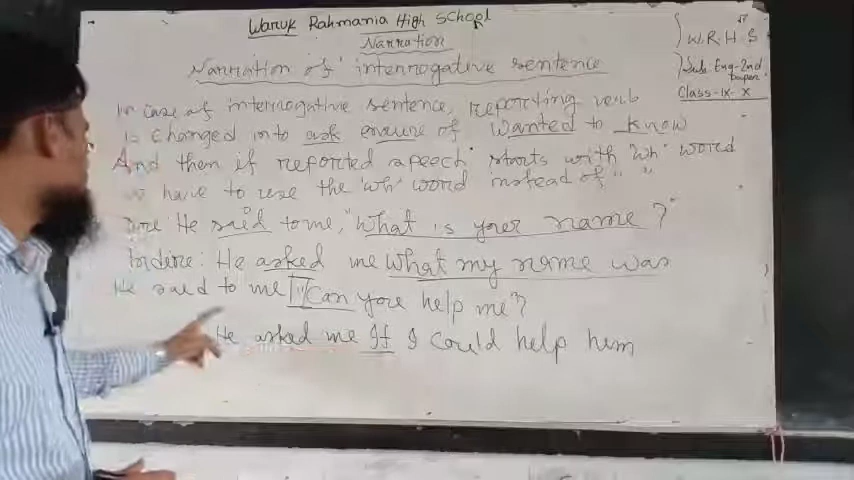 Waruk Rahmania High School
Narration
Narration of interrogative sentence
W.R.H.S
Sub: Eng-2nd
Paper
Class-IX-X
In case of interrogative sentence, reporting verb
is changed into ask enquire of wanted to know
And then if reported speech starts with 'wh' word
we have to use the 'wh' word instead of " "
He said to me, "What is your name?"
Indire: He asked me what my name was
He said to me "Can you help me"?
He asked me If I could help him